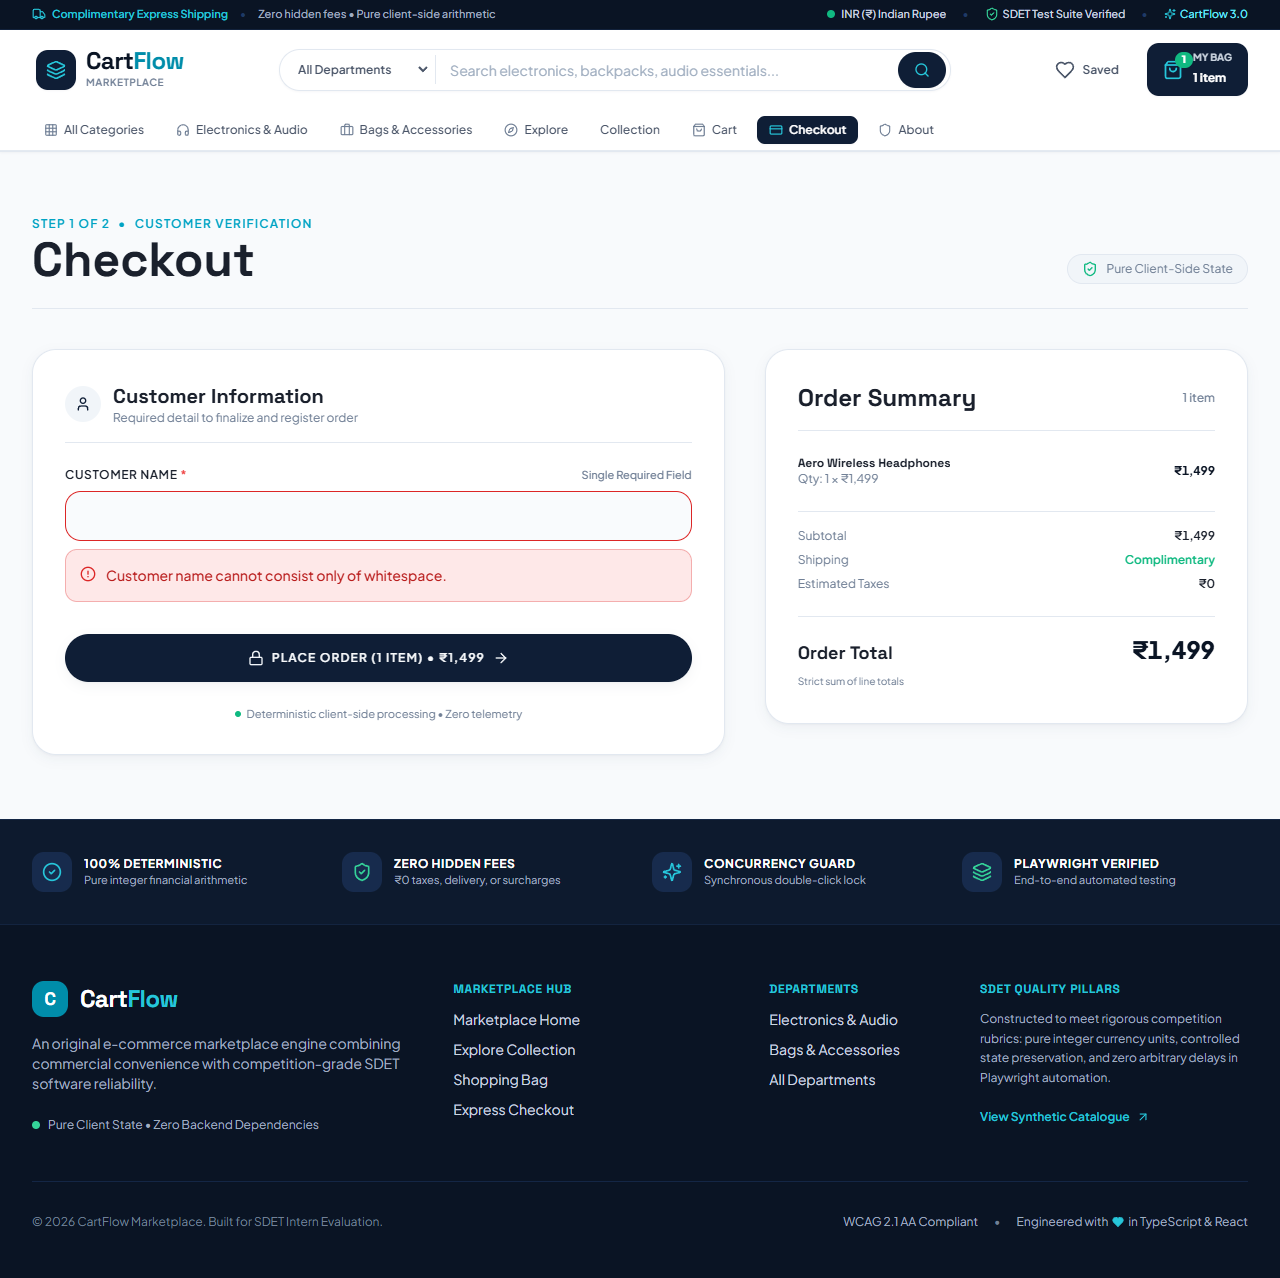 Complimentary Express Shipping • Zero hidden fees • Pure client-side arithmetic
INR (₹) Indian Rupee • SDET Test Suite Verified • CartFlow 3.0
CartFlow
MARKETPLACE
All Departments
Search electronics, backpacks, audio essentials...
Saved
1
MY BAG
1 Item
All Categories
Electronics & Audio
Bags & Accessories
Explore
Collection
Cart
Checkout
About
STEP 1 OF 2 • CUSTOMER VERIFICATION
Checkout
Pure Client-Side State
Customer Information
Required detail to finalize and register order
CUSTOMER NAME *
Single Required Field
Customer name cannot consist only of whitespace.
PLACE ORDER (1 ITEM) • ₹1,499
Deterministic client-side processing • Zero telemetry
Order Summary
1 item
Aero Wireless Headphones
Qty: 1 × ₹1,499
₹1,499
Subtotal
₹1,499
Shipping
Complimentary
Estimated Taxes
₹0
Order Total
₹1,499
Strict sum of line totals
100% DETERMINISTIC
Pure integer financial arithmetic
ZERO HIDDEN FEES
₹0 taxes, delivery, or surcharges
CONCURRENCY GUARD
Synchronous double-click lock
PLAYWRIGHT VERIFIED
End-to-end automated testing
C
CartFlow
An original e-commerce marketplace engine combining
commercial convenience with competition-grade SDET
software reliability.
Pure Client State • Zero Backend Dependencies
MARKETPLACE HUB
Marketplace Home
Explore Collection
Shopping Bag
Express Checkout
DEPARTMENTS
Electronics & Audio
Bags & Accessories
All Departments
SDET QUALITY PILLARS
Constructed to meet rigorous competition
rubrics: pure integer currency units, controlled
state preservation, and zero arbitrary delays in
Playwright automation.
View Synthetic Catalogue
© 2026 CartFlow Marketplace. Built for SDET Intern Evaluation.
WCAG 2.1 AA Compliant • Engineered with in TypeScript & React